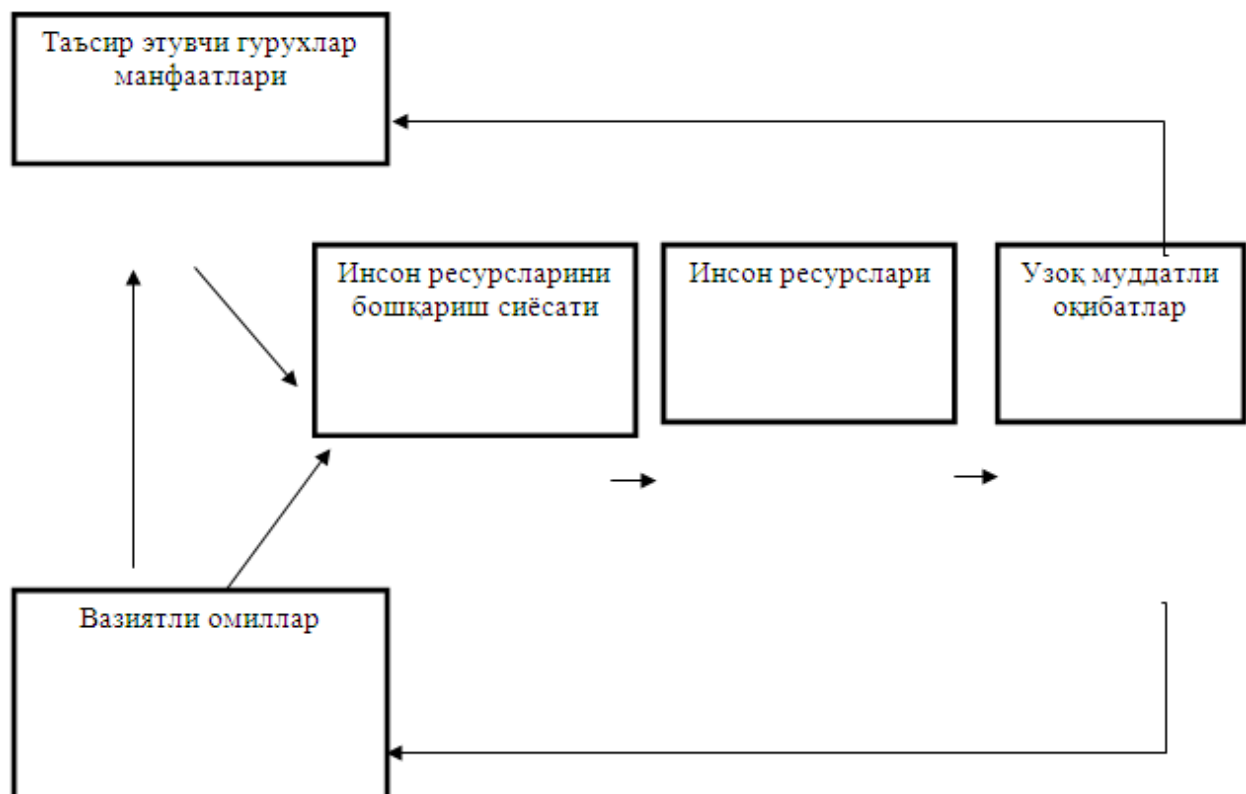 Таъсир этувчи гурухлар
манфаатлари
Инсон ресурсларини
бошқариш сиёсати
Инсон ресурслари
Узоқ муддатли
оқибатлар
Вазиятли омиллар